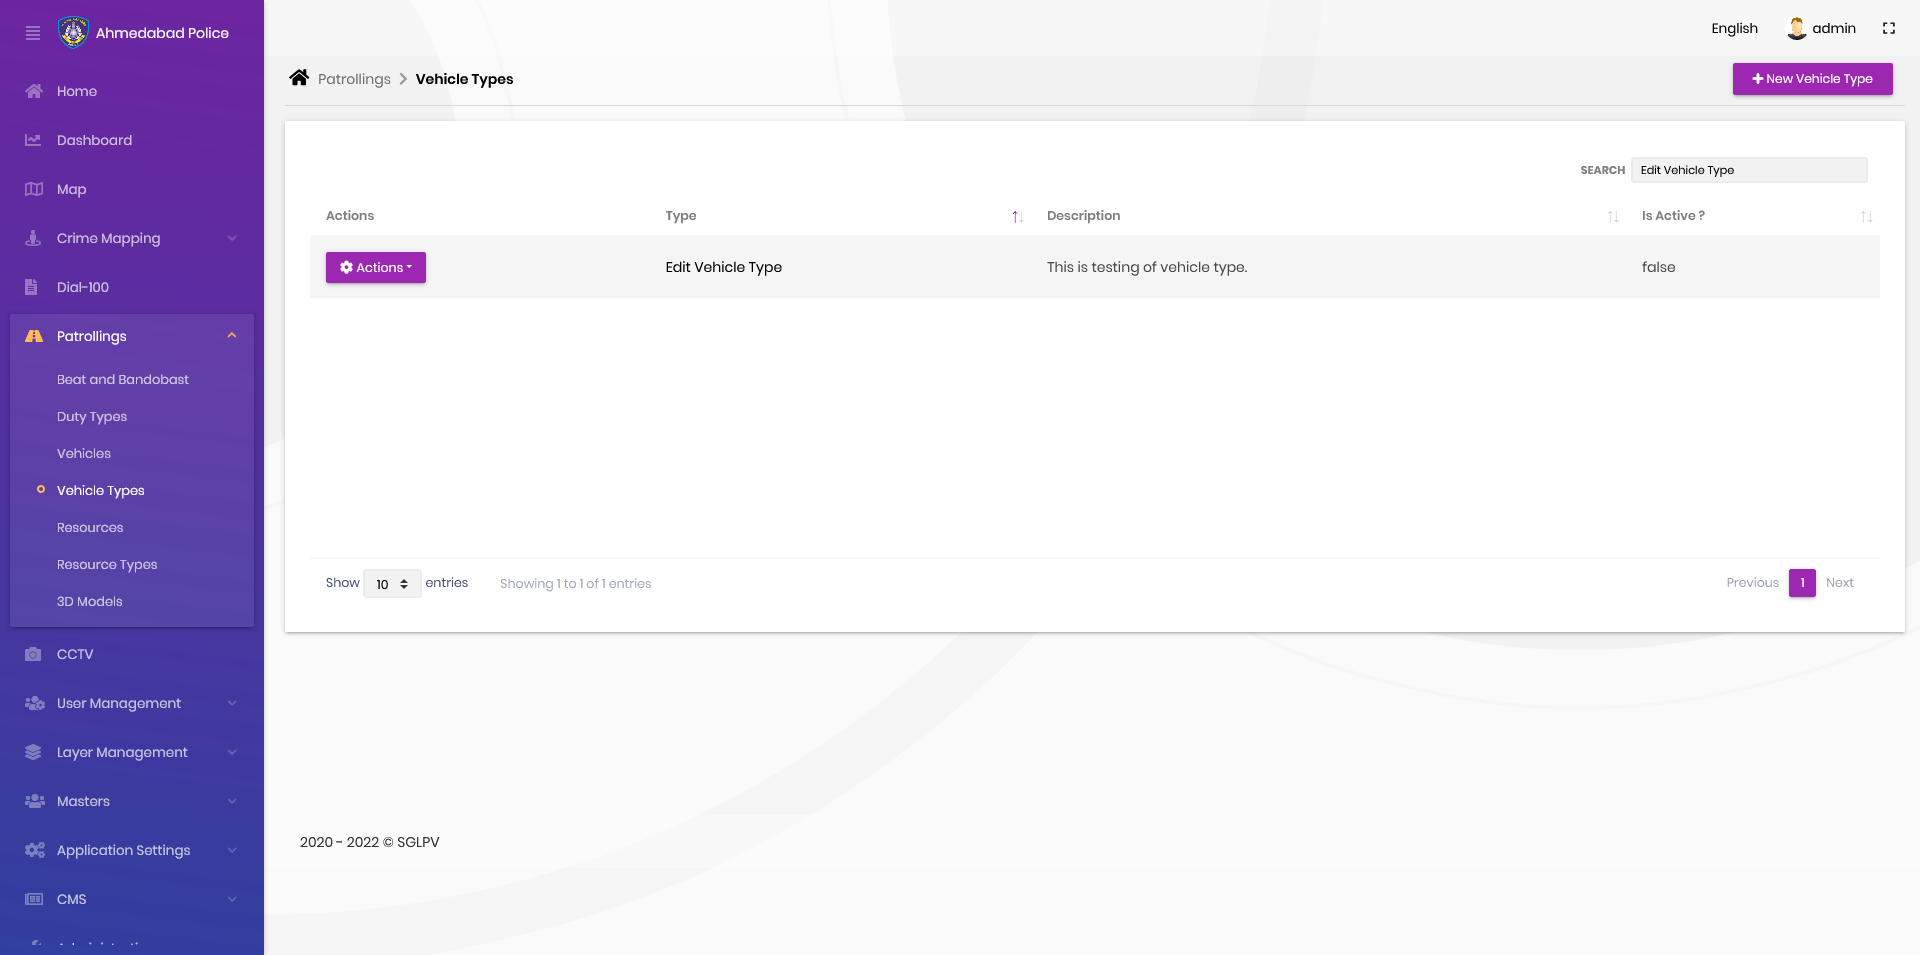 Ahmedabad Police
English
admin
Home
Dashboard
Map
Crime Mapping
Dial-100
Patrollings
Beat and Bandobast
Duty Types
Vehicles
Vehicle Types
Resources
Resource Types
3D Models
CCTV
User Management
Layer Management
Masters
Application Settings
CMS
Patrollings > Vehicle Types
New Vehicle Type
SEARCH Edit Vehicle Type
Actions Type Description Is Active ?
Actions Edit Vehicle Type This is testing of vehicle type. false
Show 10 entries Showing 1 to 1 of 1 entries Previous 1 Next
2020 - 2022 © SGLPV